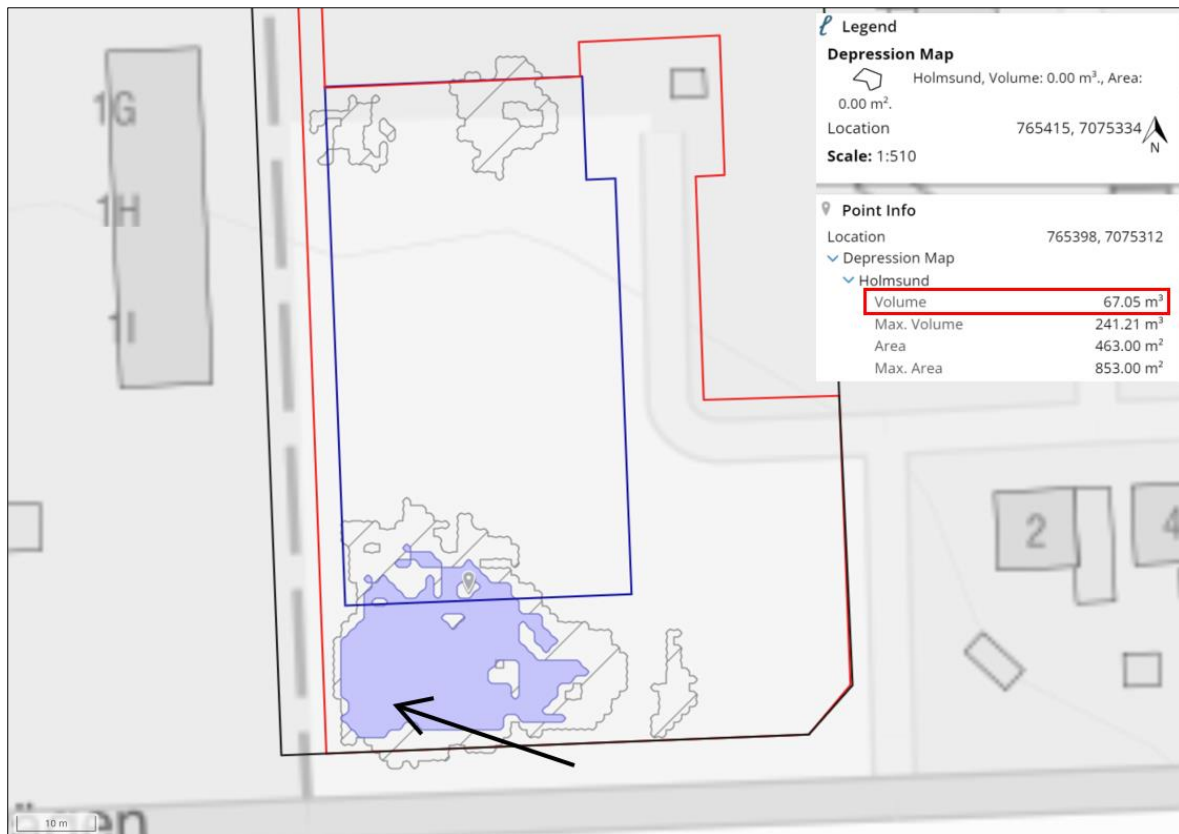 Legend
Depression Map
Holmsund, Volume: 0.00 m³., Area:
0.00 m².
Location 765415, 7075334
N
Scale: 1:510
Point Info
Location 765398, 7075312
Depression Map
Holmsund
Volume 67.05 m³
Max. Volume 241.21 m³
Area 463.00 m²
Max. Area 853.00 m²
1G
1H
1I
2
4
10 m